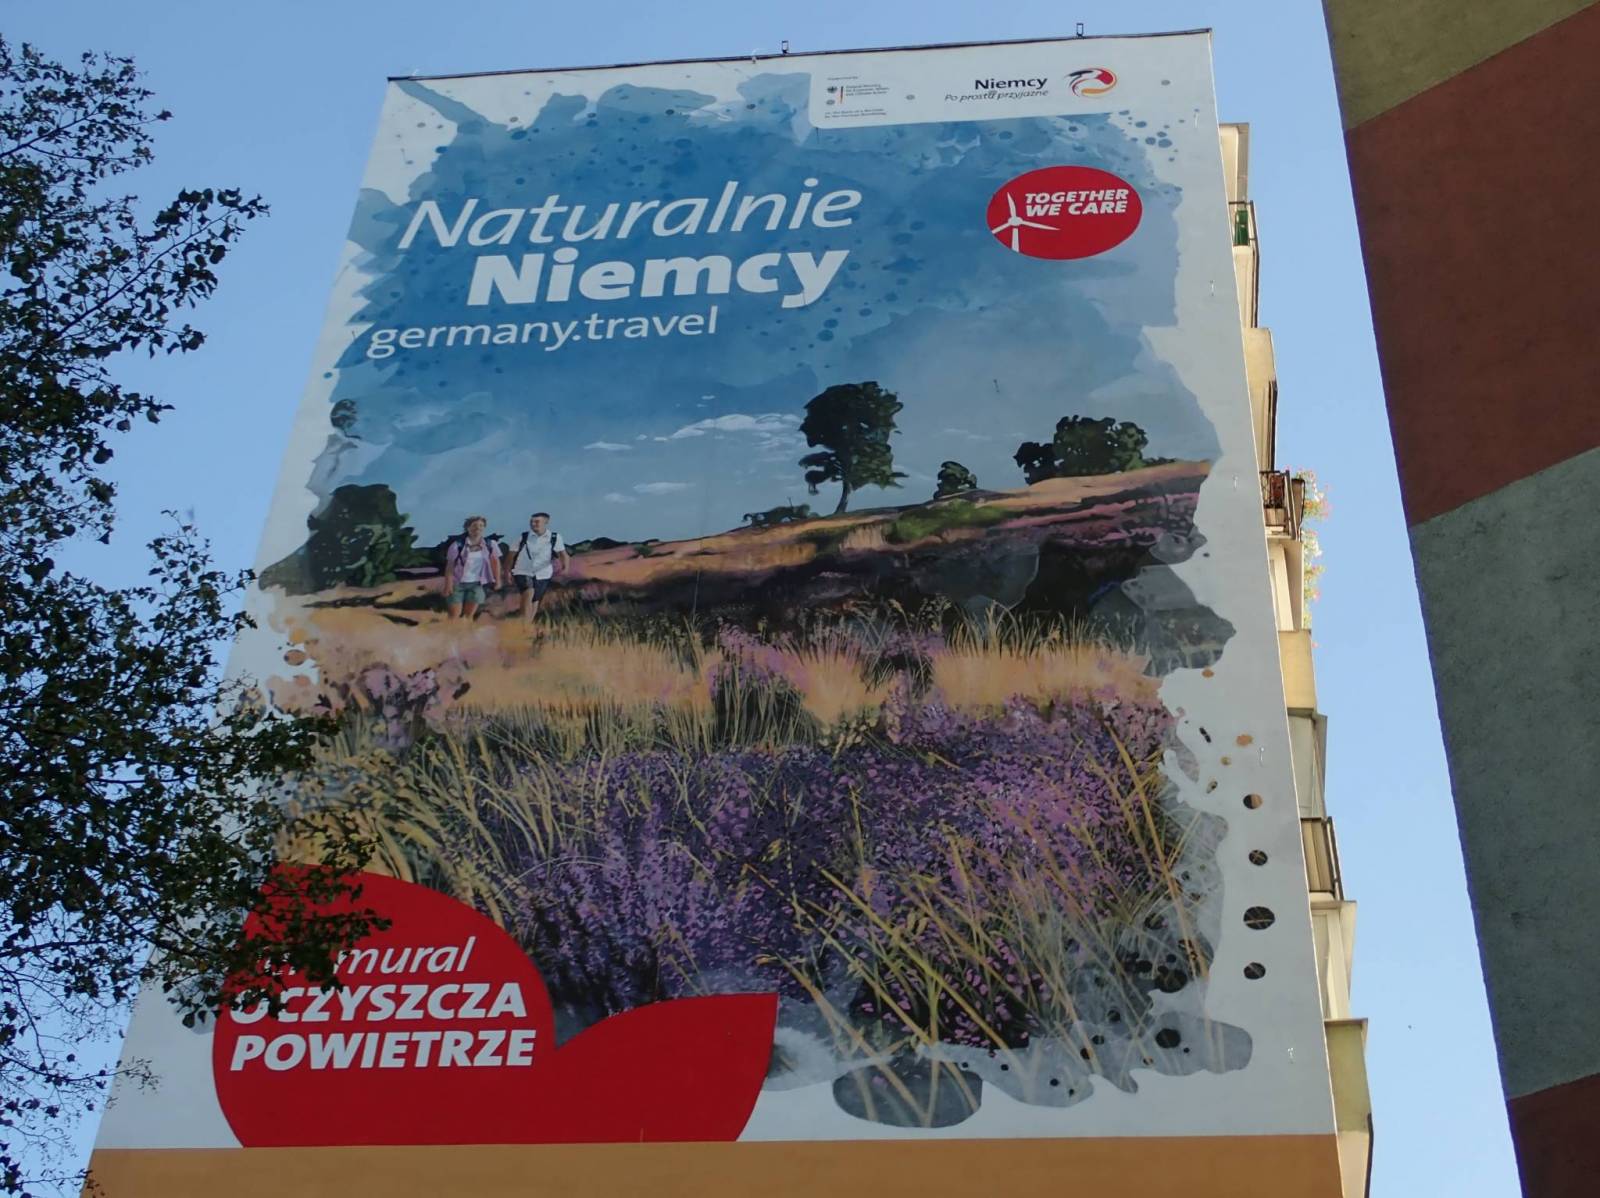 Niemcy
Po prostu przyjazne
TOGETHER
WE CARE
Naturalnie
Niemcy
germany.travel
mural
OCZYSZCZA
POWIETRZE